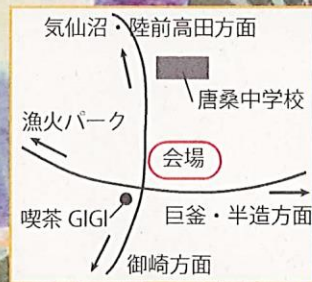 気仙沼・陸前高田方面
唐桑中学校
漁火パーク
会場
喫茶 GIGI
巨釜・半造方面
御崎方面